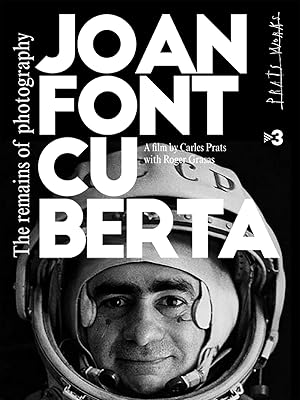 JOAN
FONT
CU
BERTA
The remains of photography
A film by Carles Prats
with Roger Grasas
PRATS WORKS
3
CCCP